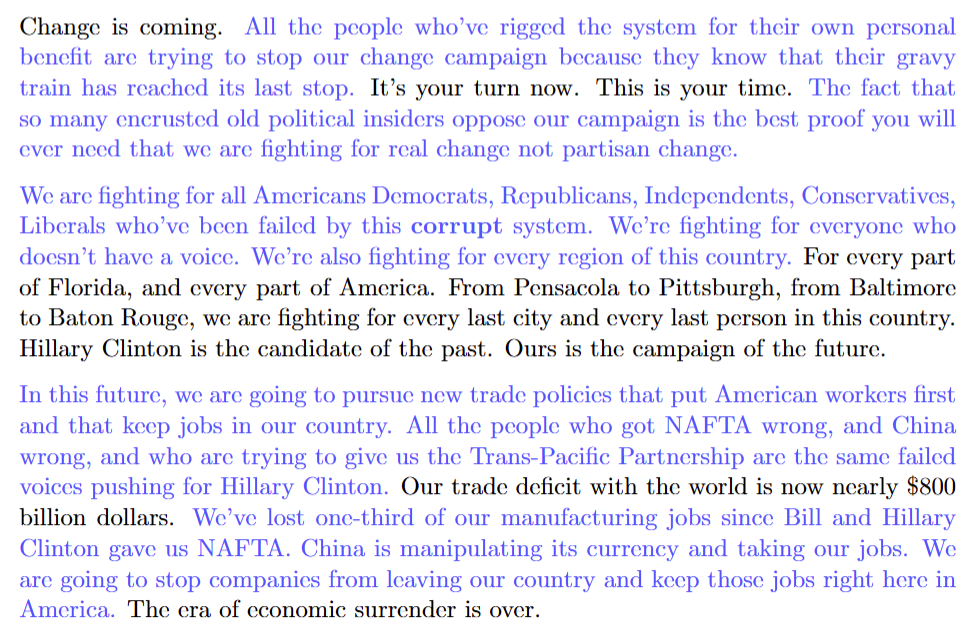 Change is coming. All the people who've rigged the system for their own personal
benefit are trying to stop our change campaign because they know that their gravy
train has reached its last stop. It's your turn now. This is your time. The fact that
so many encrusted old political insiders oppose our campaign is the best proof you will
ever need that we are fighting for real change not partisan change.
We are fighting for all Americans Democrats, Republicans, Independents, Conservatives,
Liberals who've been failed by this corrupt system. We're fighting for everyone who
doesn't have a voice. We're also fighting for every region of this country. For every part
of Florida, and every part of America. From Pensacola to Pittsburgh, from Baltimore
to Baton Rouge, we are fighting for every last city and every last person in this country.
Hillary Clinton is the candidate of the past. Ours is the campaign of the future.
In this future, we are going to pursue new trade policies that put American workers first
and that keep jobs in our country. All the people who got NAFTA wrong, and China
wrong, and who are trying to give us the Trans-Pacific Partnership are the same failed
voices pushing for Hillary Clinton. Our trade deficit with the world is now nearly $800
billion dollars. We've lost one-third of our manufacturing jobs since Bill and Hillary
Clinton gave us NAFTA. China is manipulating its currency and taking our jobs. We
are going to stop companies from leaving our country and keep those jobs right here in
America. The era of economic surrender is over.